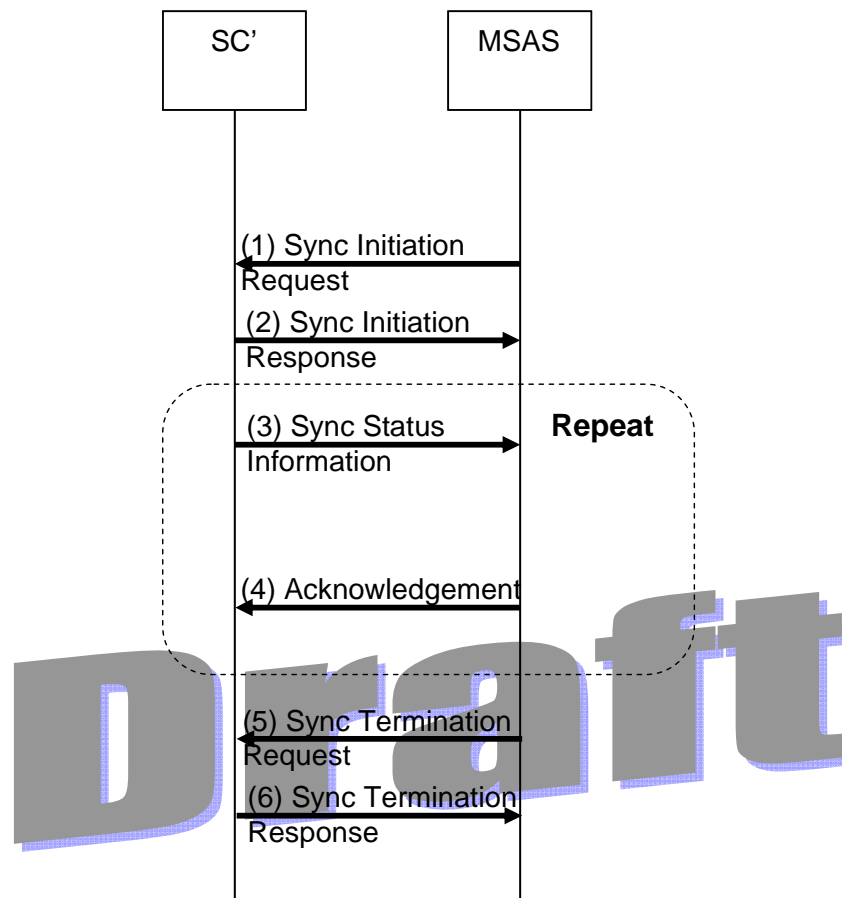 SC’
MSAS
(1) Sync Initiation
Request
(2) Sync Initiation
Response
(3) Sync Status
Information
Repeat
(4) Acknowledgement
(5) Sync Termination
Request
(6) Sync Termination
Response
Draft